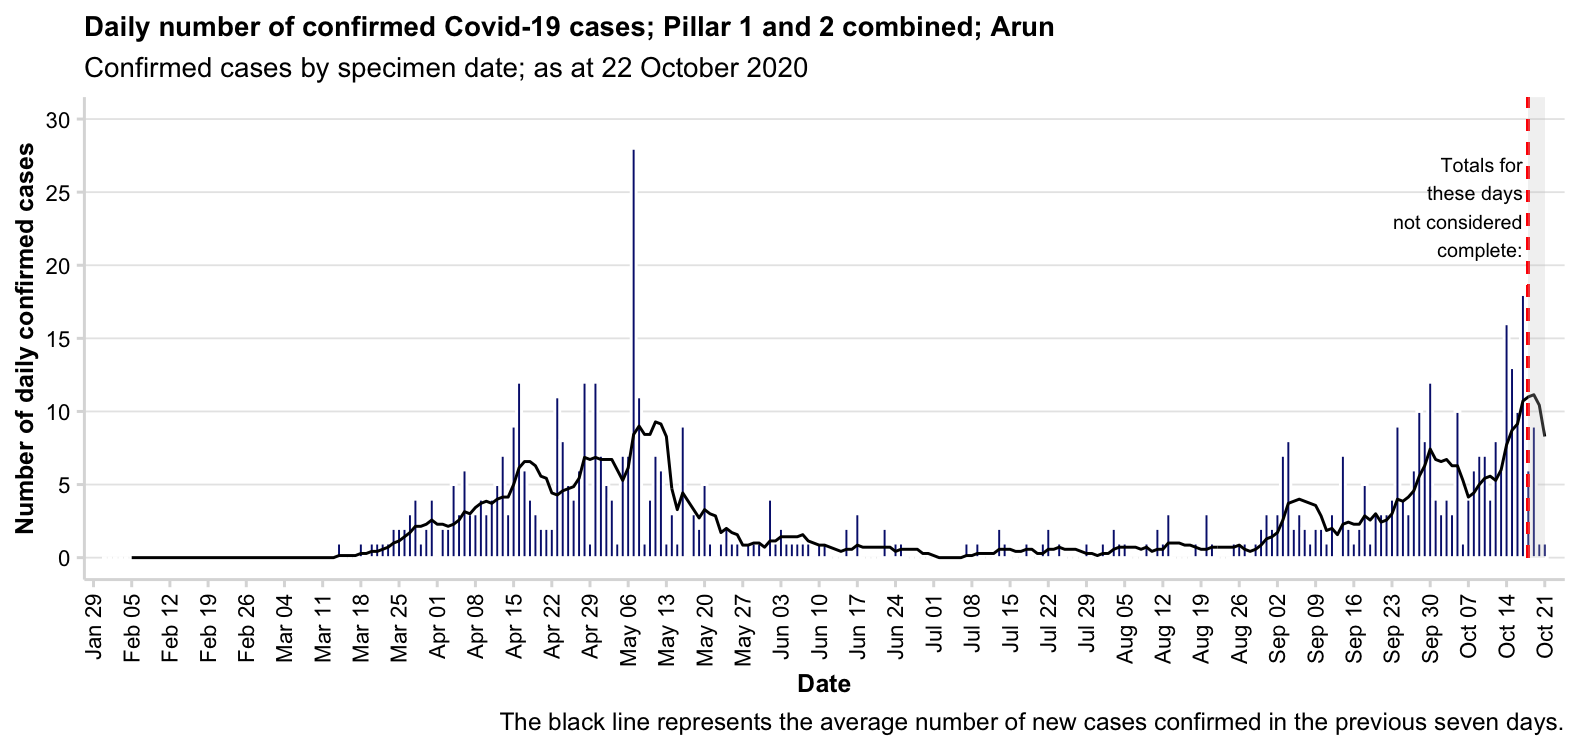 Daily number of confirmed Covid-19 cases; Pillar 1 and 2 combined; Arun
Confirmed cases by specimen date; as at 22 October 2020
Number of daily confirmed cases
30
25
20
15
10
5
0
Totals for
these days
not considered
complete:
Jan 29
Feb 05
Feb 12
Feb 19
Feb 26
Mar 04
Mar 11
Mar 18
Mar 25
Apr 01
Apr 08
Apr 15
Apr 22
Apr 29
May 06
May 13
May 20
May 27
Jun 03
Jun 10
Jun 17
Jun 24
Jul 01
Jul 08
Jul 15
Jul 22
Jul 29
Aug 05
Aug 12
Aug 19
Aug 26
Sep 02
Sep 09
Sep 16
Sep 23
Sep 30
Oct 07
Oct 14
Oct 21
Date
The black line represents the average number of new cases confirmed in the previous seven days.